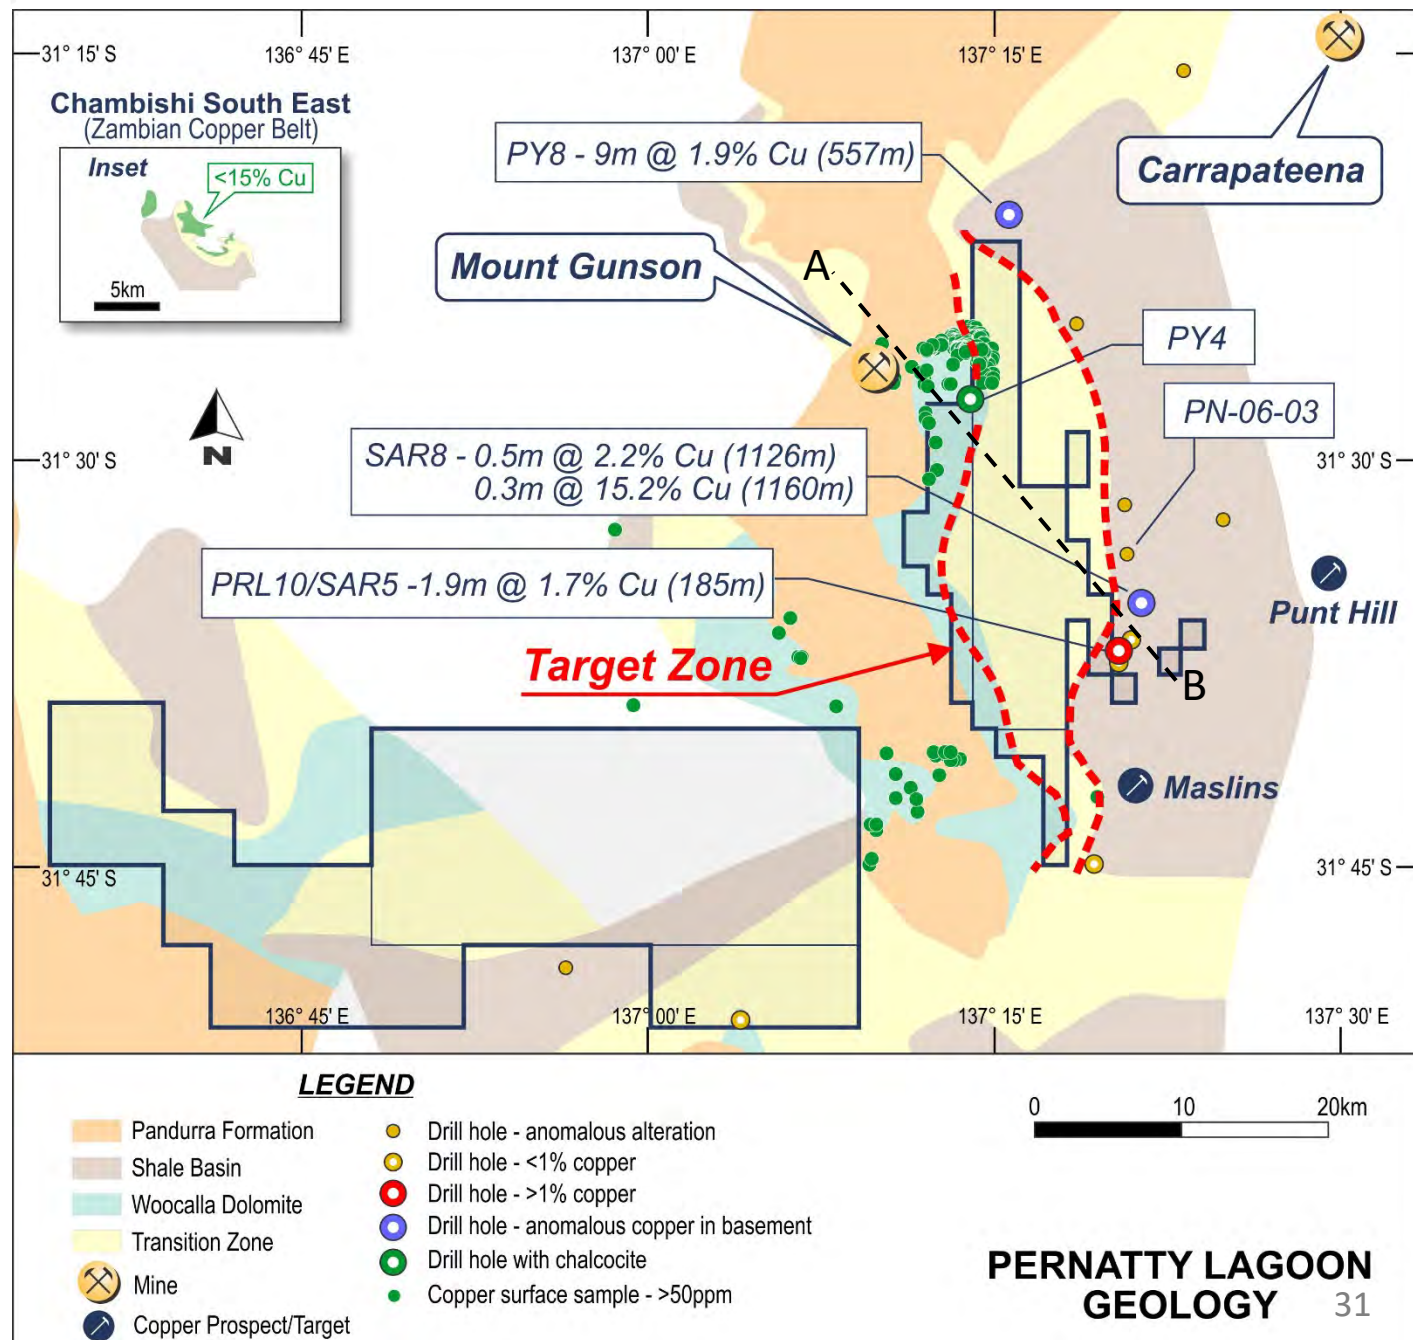 31° 15' S
136° 45' E
137° 00' E
137° 15' E
Chambishi South East
(Zambian Copper Belt)
Inset
<15% Cu
5km
PY8 - 9m @ 1.9% Cu (557m)
Carrapateena
Mount Gunson
A
PY4
N
PN-06-03
SAR8 - 0.5m @ 2.2% Cu (1126m)
0.3m @ 15.2% Cu (1160m)
31° 30' S
31° 30' S
PRL10/SAR5 -1.9m @ 1.7% Cu (185m)
Punt Hill
Target Zone
B
Maslins
31° 45' S
31° 45' S
136° 45' E
137° 00' E
137° 15' E
137° 30' E
LEGEND
Pandurra Formation
Shale Basin
Woocalla Dolomite
Transition Zone
Mine
Copper Prospect/Target
Drill hole - anomalous alteration
Drill hole - <1% copper
Drill hole - >1% copper
Drill hole - anomalous copper in basement
Drill hole with chalcocite
Copper surface sample - >50ppm
0 10 20km
PERNATTY LAGOON
GEOLOGY 31